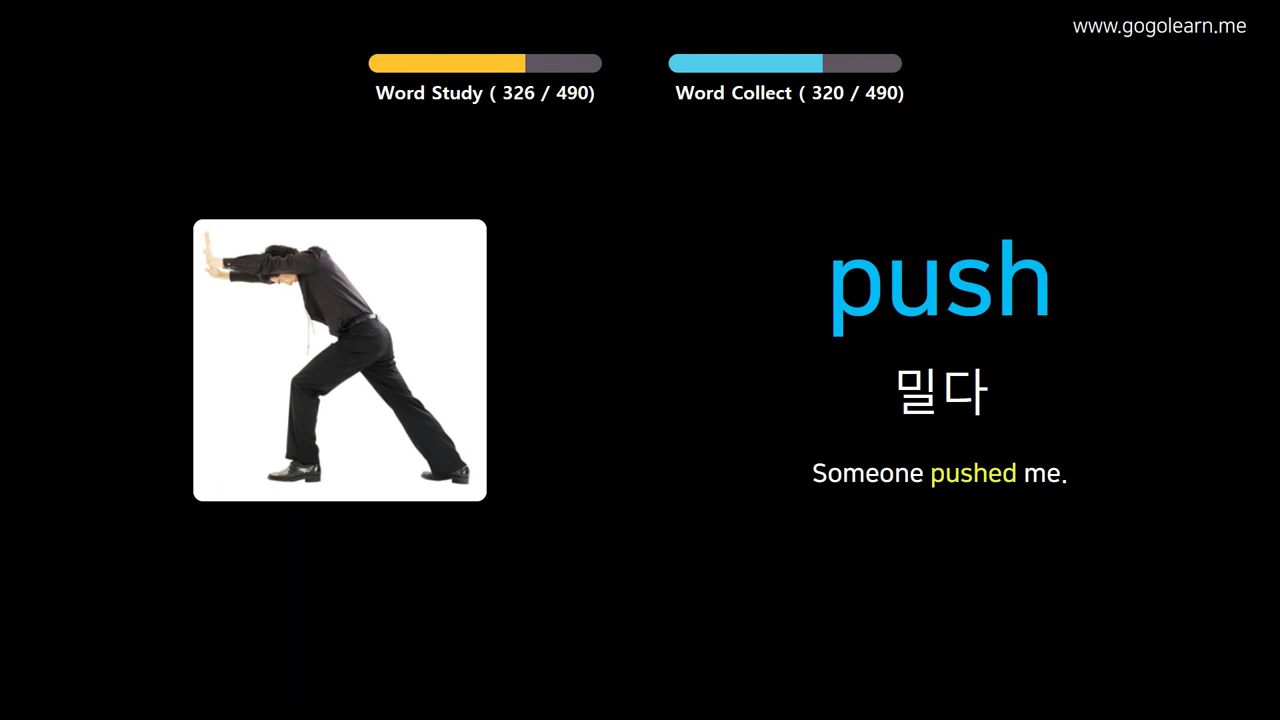 www.gogolearn.me
Word Study ( 326 / 490)
Word Collect ( 320 / 490)
push
밀다
Someone pushed me.